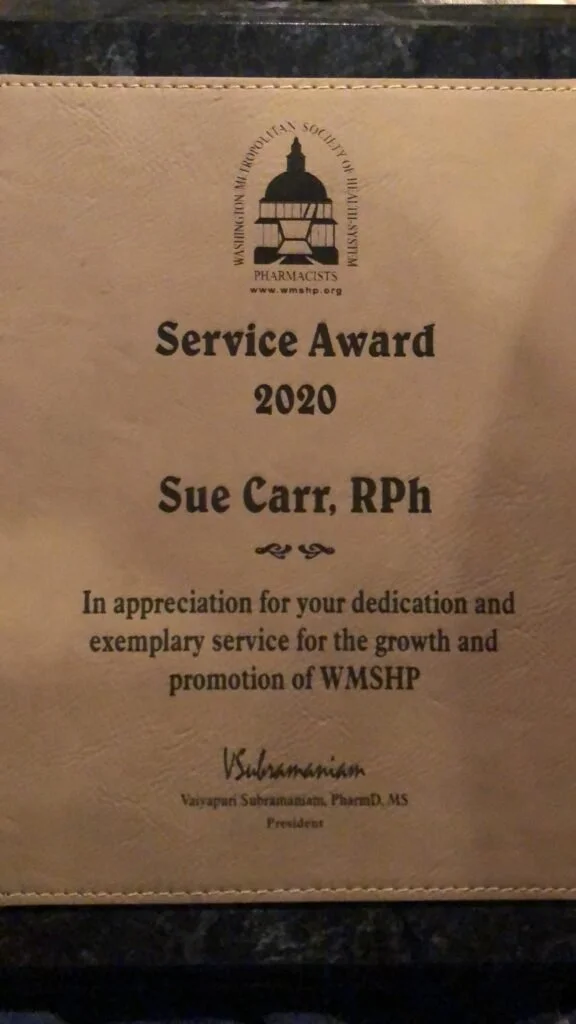 WASHINGTON METROPOLITAN SOCIETY OF HEALTH-SYSTEM
PHARMACISTS
www.wmshp.org
Service Award
2020
Sue Carr, RPh
In appreciation for your dedication and
exemplary service for the growth and
promotion of WMSHP
VSubramaniam
Vaiyapuri Subramaniam, PharmD, MS
President